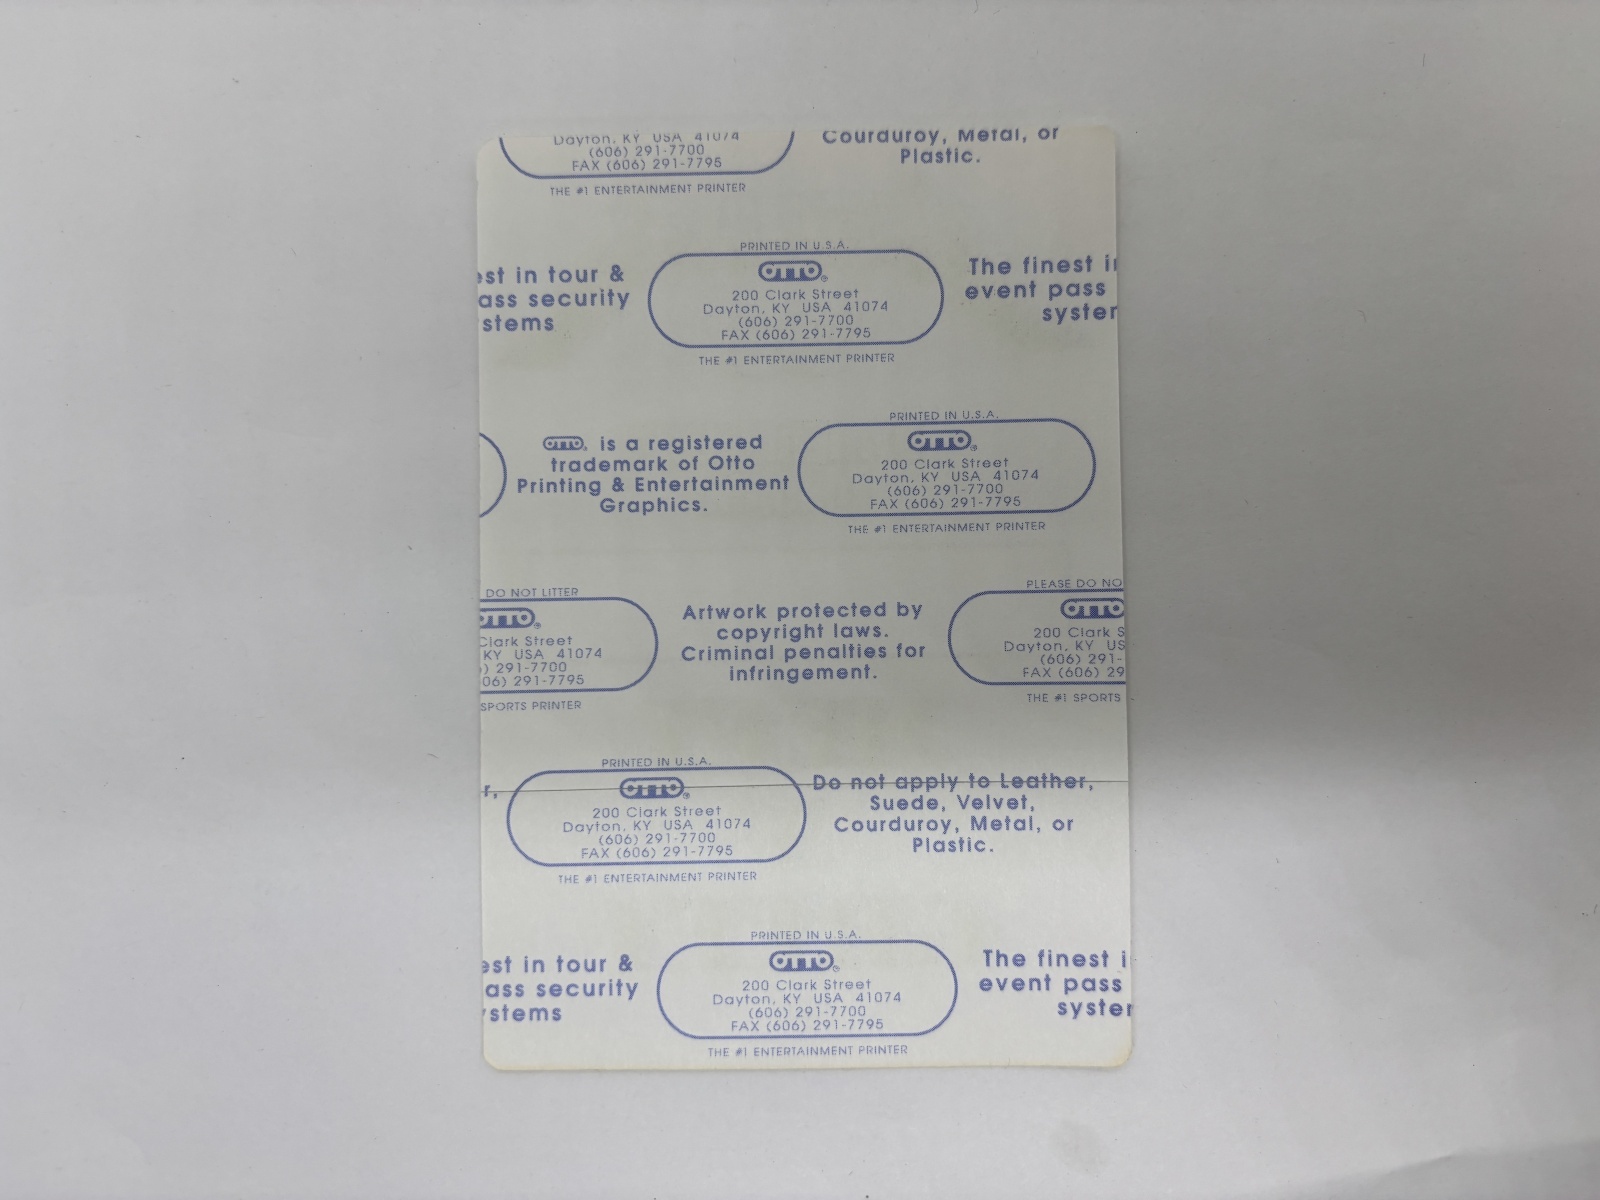 Dayton, KY USA 41074
(606) 291-7700
FAX (606) 291-7795
THE #1 ENTERTAINMENT PRINTER
Courduroy, Metal, or
Plastic.
est in tour &
ass security
stems
PRINTED IN U.S.A.
OTTO®
200 Clark Street
Dayton, KY USA 41074
(606) 291-7700
FAX (606) 291-7795
THE #1 ENTERTAINMENT PRINTER
The finest i
event pass
syster
OTTO® is a registered
trademark of Otto
Printing & Entertainment
Graphics.
PRINTED IN U.S.A.
OTTO®
200 Clark Street
Dayton, KY USA 41074
(606) 291-7700
FAX (606) 291-7795
THE #1 ENTERTAINMENT PRINTER
DO NOT LITTER
OTTO®
Clark Street
KY USA 41074
) 291-7700
06) 291-7795
SPORTS PRINTER
Artwork protected by
copyright laws.
Criminal penalties for
infringement.
PLEASE DO NO
OTTO
200 Clark S
Dayton, KY US
(606) 291-
FAX (606) 29
THE #1 SPORTS
r,
PRINTED IN U.S.A.
OTTO®
200 Clark Street
Dayton, KY USA 41074
(606) 291-7700
FAX (606) 291-7795
THE #1 ENTERTAINMENT PRINTER
Do not apply to Leather,
Suede, Velvet,
Courduroy, Metal, or
Plastic.
est in tour &
ass security
stems
PRINTED IN U.S.A.
OTTO®
200 Clark Street
Dayton, KY USA 41074
(606) 291-7700
FAX (606) 291-7795
THE #1 ENTERTAINMENT PRINTER
The finest i
event pass
syster